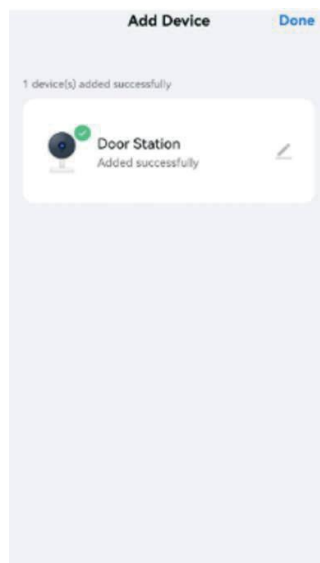 Add Device
Done
1 device(s) added successfully
Door Station
Added successfully